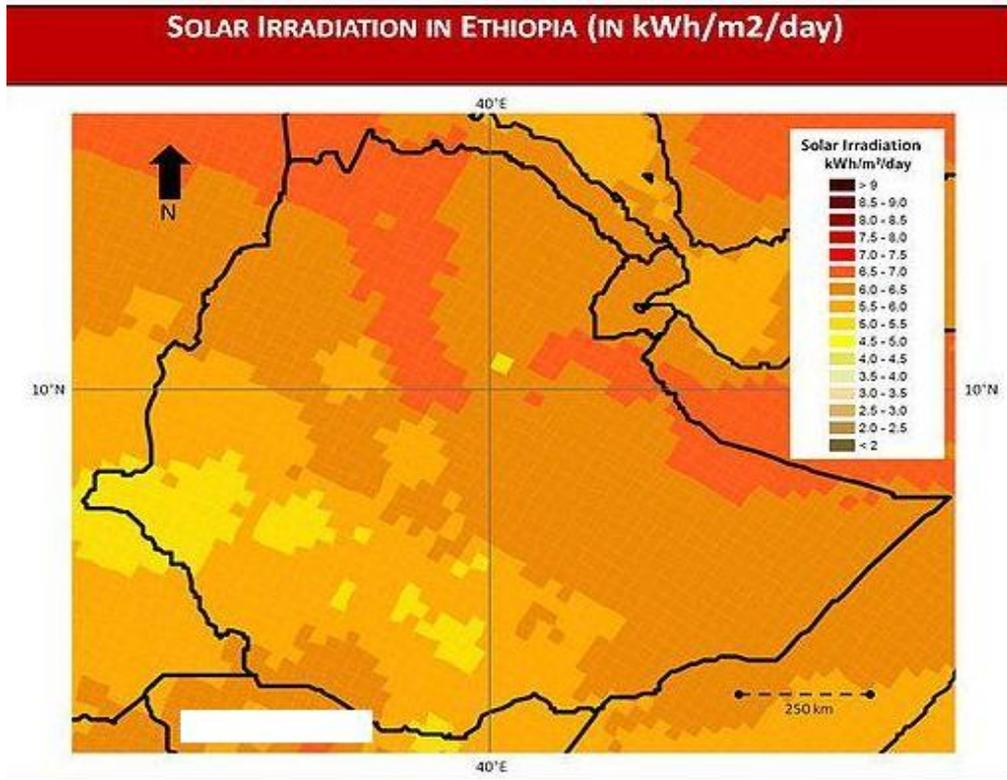 SOLAR IRRADIATION IN ETHIOPIA (IN kWh/m2/day)
40°E
N
Solar Irradiation
kWh/m²/day
> 9
8.5 - 9.0
8.0 - 8.5
7.5 - 8.0
7.0 - 7.5
6.5 - 7.0
6.0 - 6.5
5.5 - 6.0
5.0 - 5.5
4.5 - 5.0
4.0 - 4.5
3.5 - 4.0
3.0 - 3.5
2.5 - 3.0
2.0 - 2.5
< 2
10°N
10°N
250 km
40°E